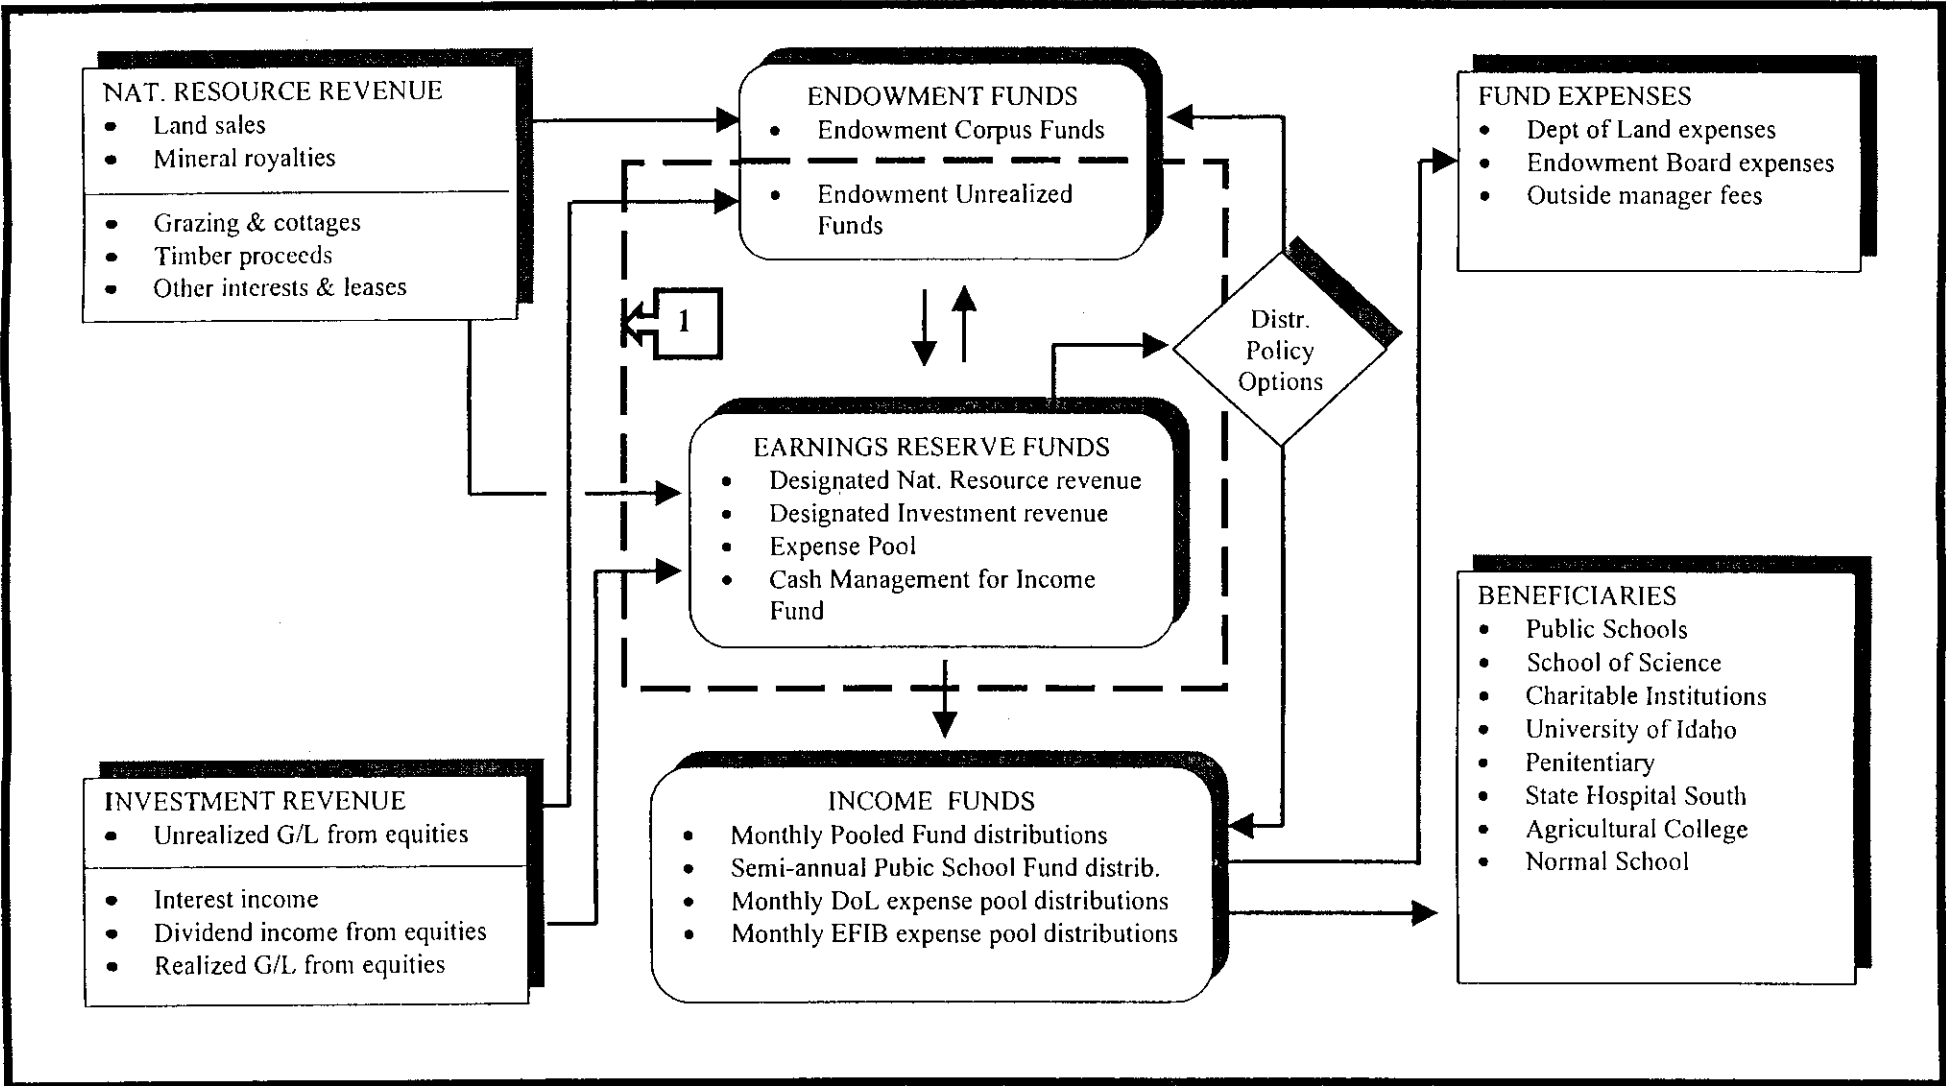 NAT. RESOURCE REVENUE
• Land sales
• Mineral royalties
• Grazing & cottages
• Timber proceeds
• Other interests & leases
ENDOWMENT FUNDS
• Endowment Corpus Funds
• Endowment Unrealized
Funds
FUND EXPENSES
• Dept of Land expenses
• Endowment Board expenses
• Outside manager fees
1
Distr.
Policy
Options
EARNINGS RESERVE FUNDS
• Designated Nat. Resource revenue
• Designated Investment revenue
• Expense Pool
• Cash Management for Income
Fund
BENEFICIARIES
• Public Schools
• School of Science
• Charitable Institutions
• University of Idaho
• Penitentiary
• State Hospital South
• Agricultural College
• Normal School
INVESTMENT REVENUE
• Unrealized G/L from equities
• Interest income
• Dividend income from equities
• Realized G/L from equities
INCOME FUNDS
• Monthly Pooled Fund distributions
• Semi-annual Pubic School Fund distrib.
• Monthly DoL expense pool distributions
• Monthly EFIB expense pool distributions